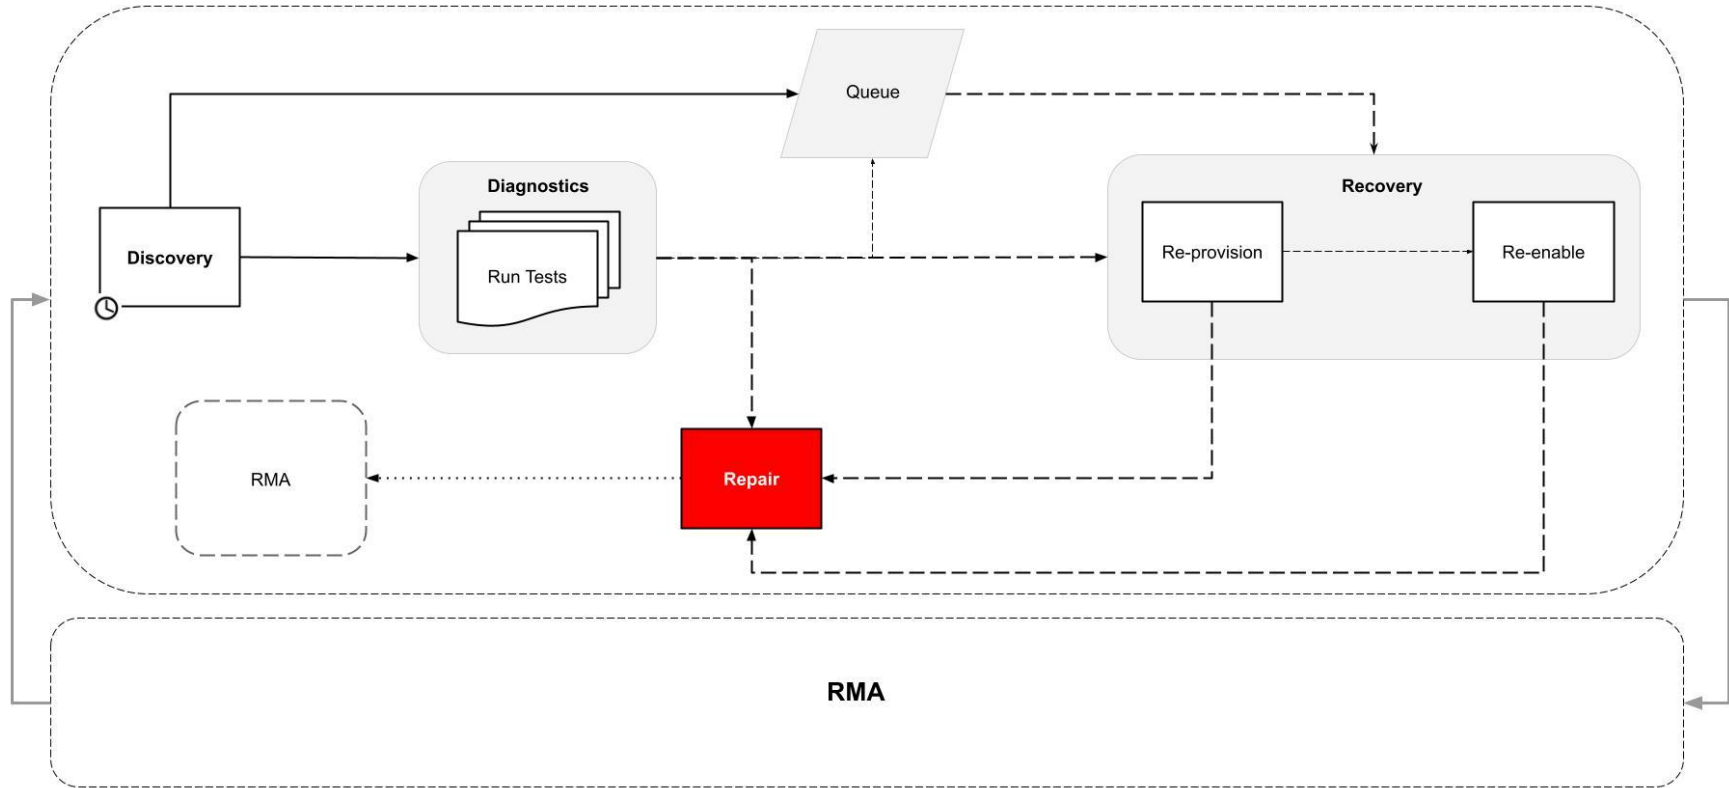 Queue
Diagnostics
Recovery
Discovery
Run Tests
Re-provision
Re-enable
RMA
Repair
RMA